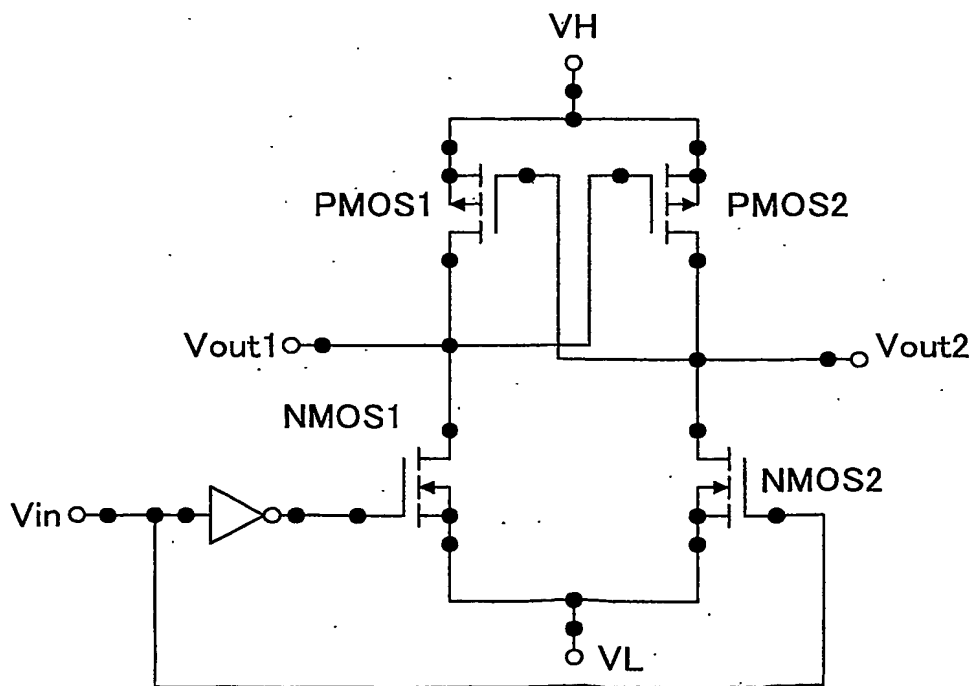 VH
PMOS1
PMOS2
Vout1
Vout2
NMOS1
NMOS2
Vin
VL